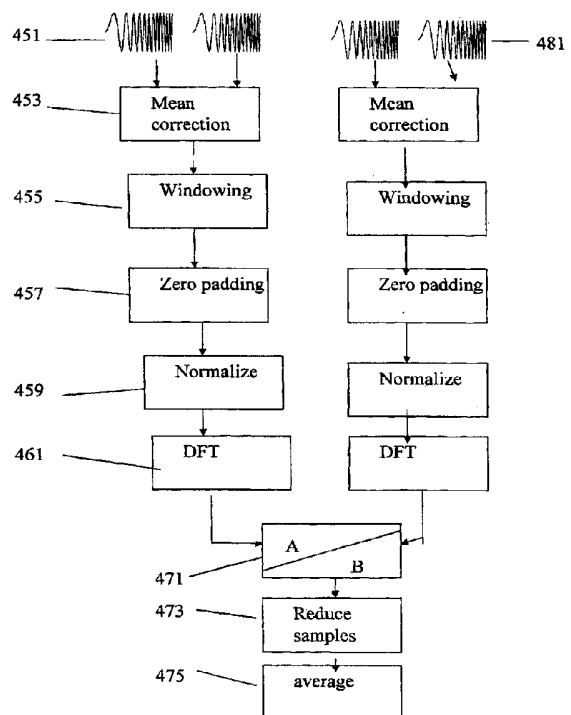 451
481
453
Mean
correction
Mean
correction
455
Windowing
Windowing
457
Zero padding
Zero padding
459
Normalize
Normalize
461
DFT
DFT
A
B
471
473
Reduce
samples
475
average